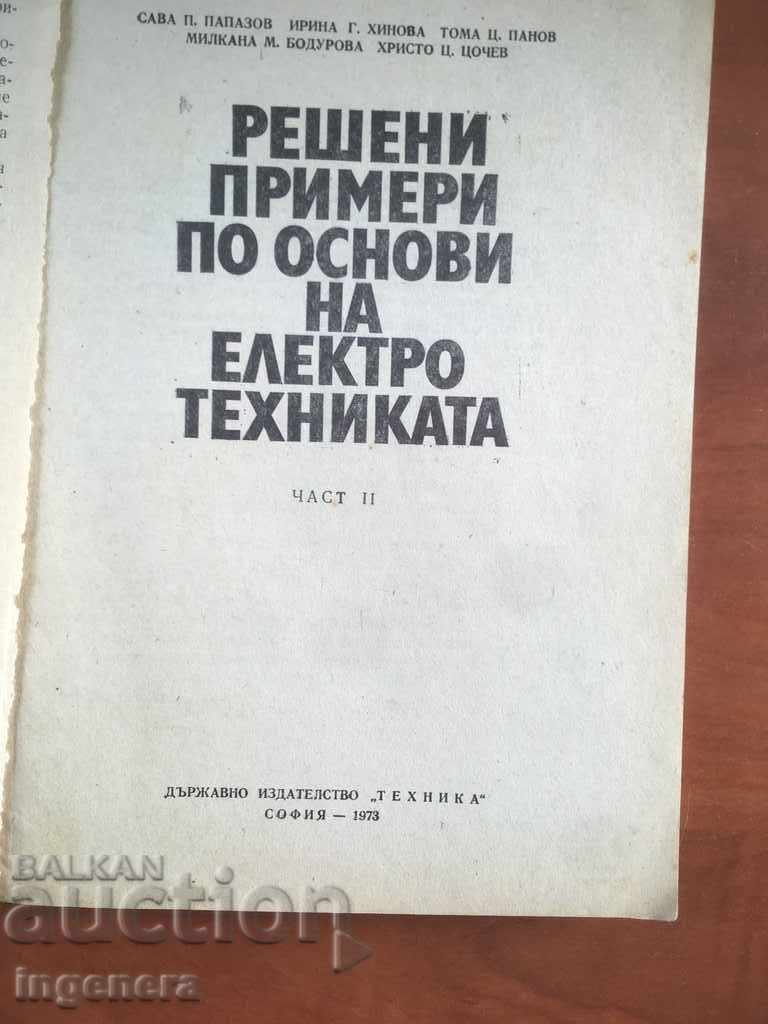 САВА П. ПАПАЗОВ ИРИНА Г. ХИНОВА ТОМА Ц. ПАНОВ
МИЛКАНА М. БОДУРОВА ХРИСТО Ц. ЦОЧЕВ
РЕШЕНИ
ПРИМЕРИ
ПО ОСНОВИ
НА
ЕЛЕКТРО
ТЕХНИКАТА
ЧАСТ II
ДЪРЖАВНО ИЗДАТЕЛСТВО „ТЕХНИКА“
СОФИЯ — 1973
BALKAN
auction
ingenera